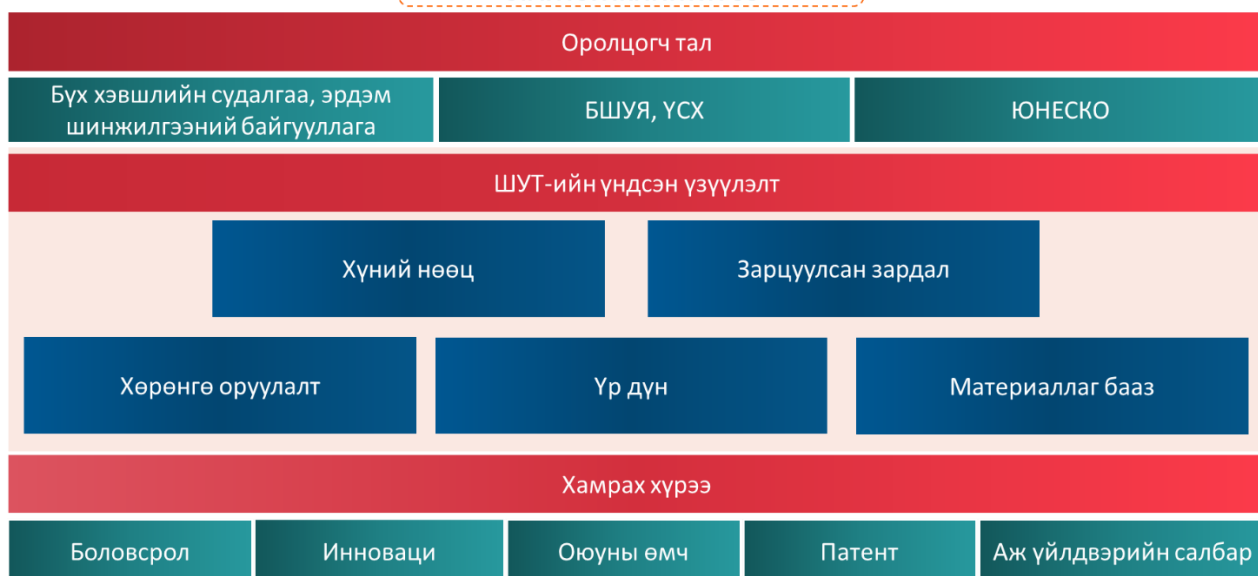 Оролцогч тал
Бүх хэвшлийн судалгаа, эрдэм
шинжилгээний байгууллага
БШУЯ, ҮСХ
ЮНЕСКО
ШУТ-ийн үндсэн үзүүлэлт
Хүний нөөц
Зарцуулсан зардал
Хөрөнгө оруулалт
Үр дүн
Материаллаг бааз
Хамрах хүрээ
Боловсрол
Инноваци
Оюуны өмч
Патент
Аж үйлдвэрийн салбар